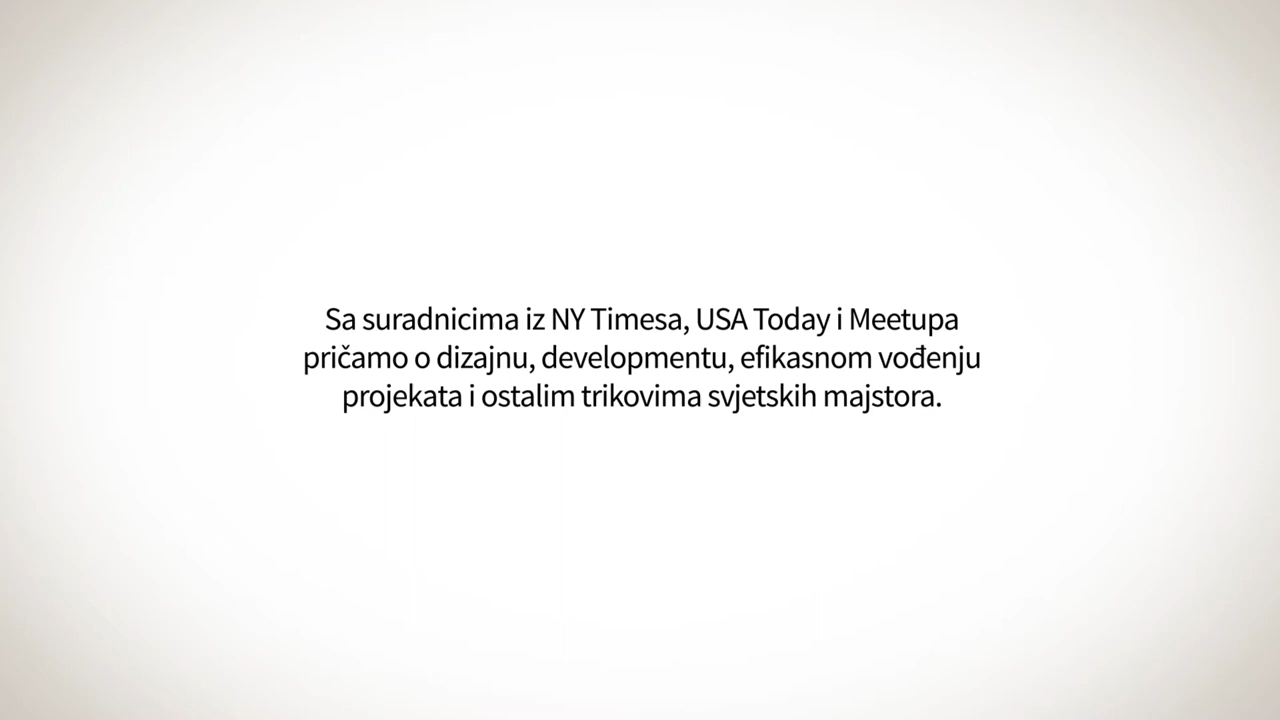 Sa suradnicima iz NY Timesa, USA Today i Meetupa
pričamo o dizajnu, developmentu, efikasnom vođenju
projekata i ostalim trikovima svjetskih majstora.